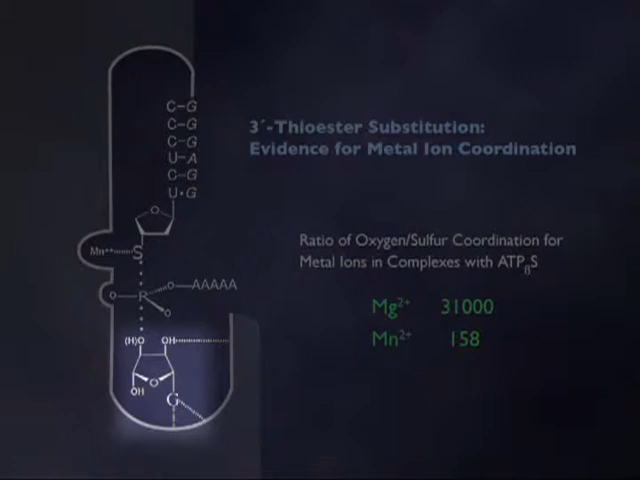 C-G
C-G
C-G
U-A
C-G
U·G
O
Mn++ S
O P O AAAAA
O
(H)O OH
O
OH
G
3´-Thioester Substitution:
Evidence for Metal Ion Coordination
Ratio of Oxygen/Sulfur Coordination for
Metal Ions in Complexes with ATPβS
Mg2+ 31000
Mn2+ 158